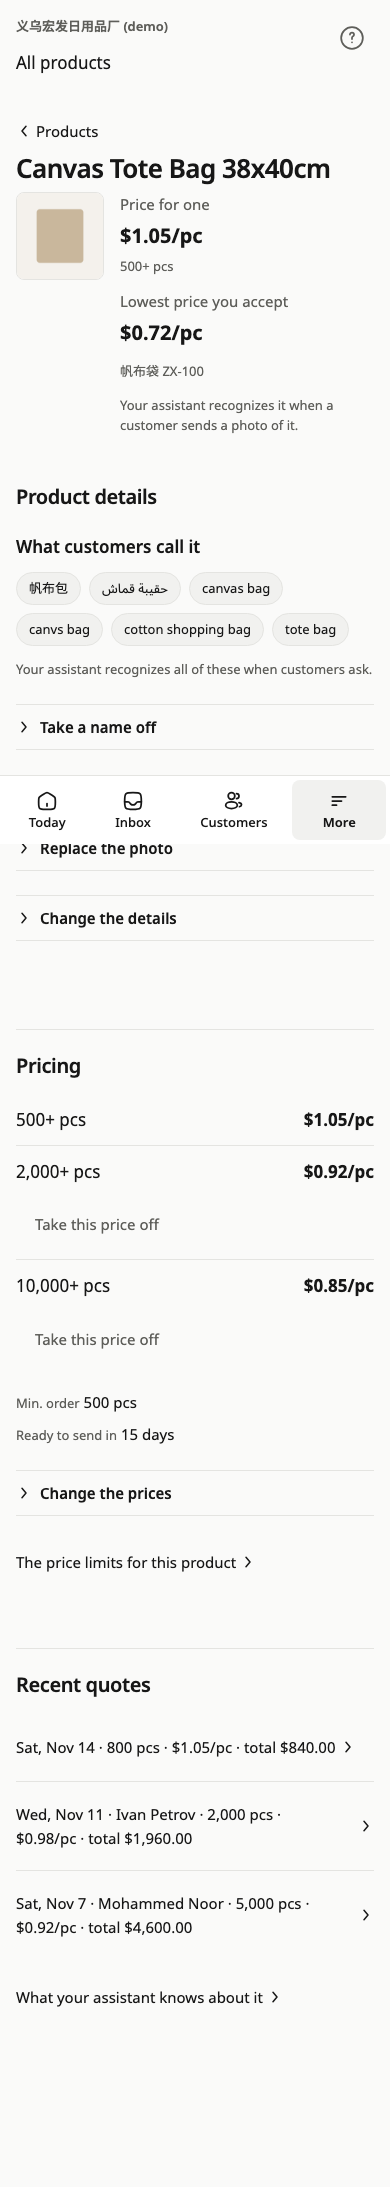 义乌宏发日用品厂 (demo)
All products
Products
Canvas Tote Bag 38x40cm
Price for one
$1.05/pc
500+ pcs
Lowest price you accept
$0.72/pc
帆布袋 ZX-100
Your assistant recognizes it when a
customer sends a photo of it.
Product details
What customers call it
帆布包 حقيبة قماش canvas bag
canvs bag cotton shopping bag tote bag
Your assistant recognizes all of these when customers ask.
Take a name off
Today Inbox Customers More
Replace the photo
Change the details
Pricing
500+ pcs $1.05/pc
2,000+ pcs $0.92/pc
Take this price off
10,000+ pcs $0.85/pc
Take this price off
Min. order 500 pcs
Ready to send in 15 days
Change the prices
The price limits for this product
Recent quotes
Sat, Nov 14 · 800 pcs · $1.05/pc · total $840.00
Wed, Nov 11 · Ivan Petrov · 2,000 pcs ·
$0.98/pc · total $1,960.00
Sat, Nov 7 · Mohammed Noor · 5,000 pcs ·
$0.92/pc · total $4,600.00
What your assistant knows about it